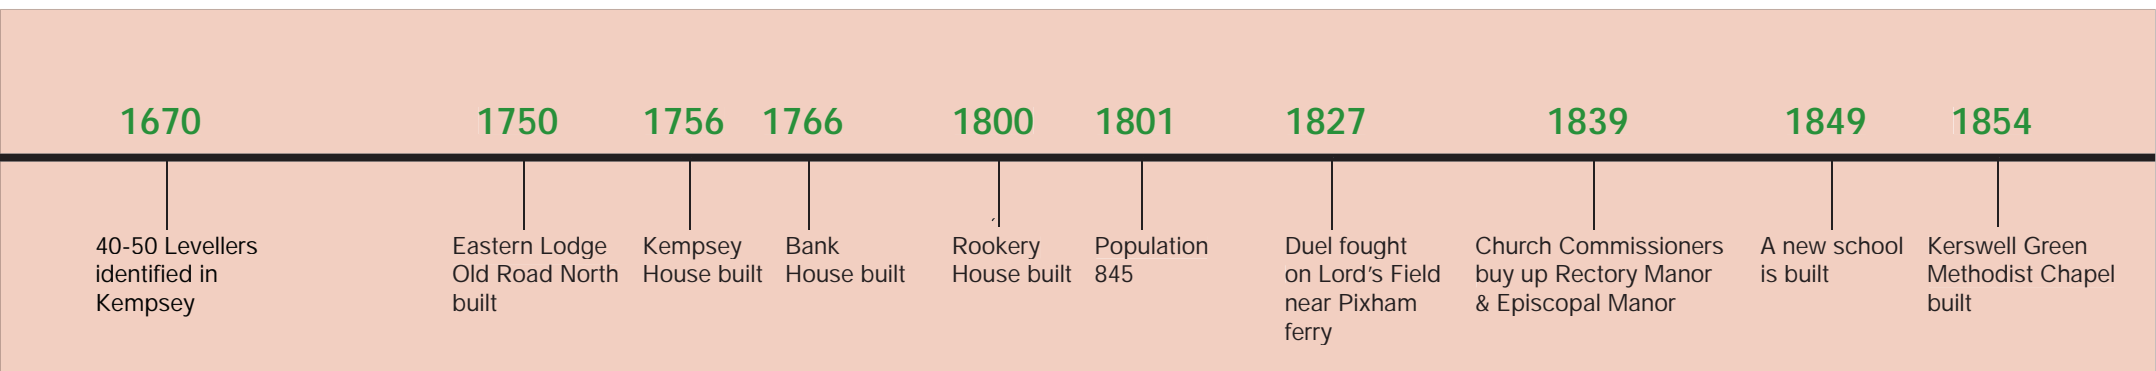 1670
40-50 Levellers
identified in
Kempsey
1750
Eastern Lodge
Old Road North
built
1756
Kempsey
House built
1766
Bank
House built
1800
Rookery
House built
1801
Population
845
1827
Duel fought
on Lord's Field
near Pixham
ferry
1839
Church Commissioners
buy up Rectory Manor
& Episcopal Manor
1849
A new school
is built
1854
Kerswell Green
Methodist Chapel
built